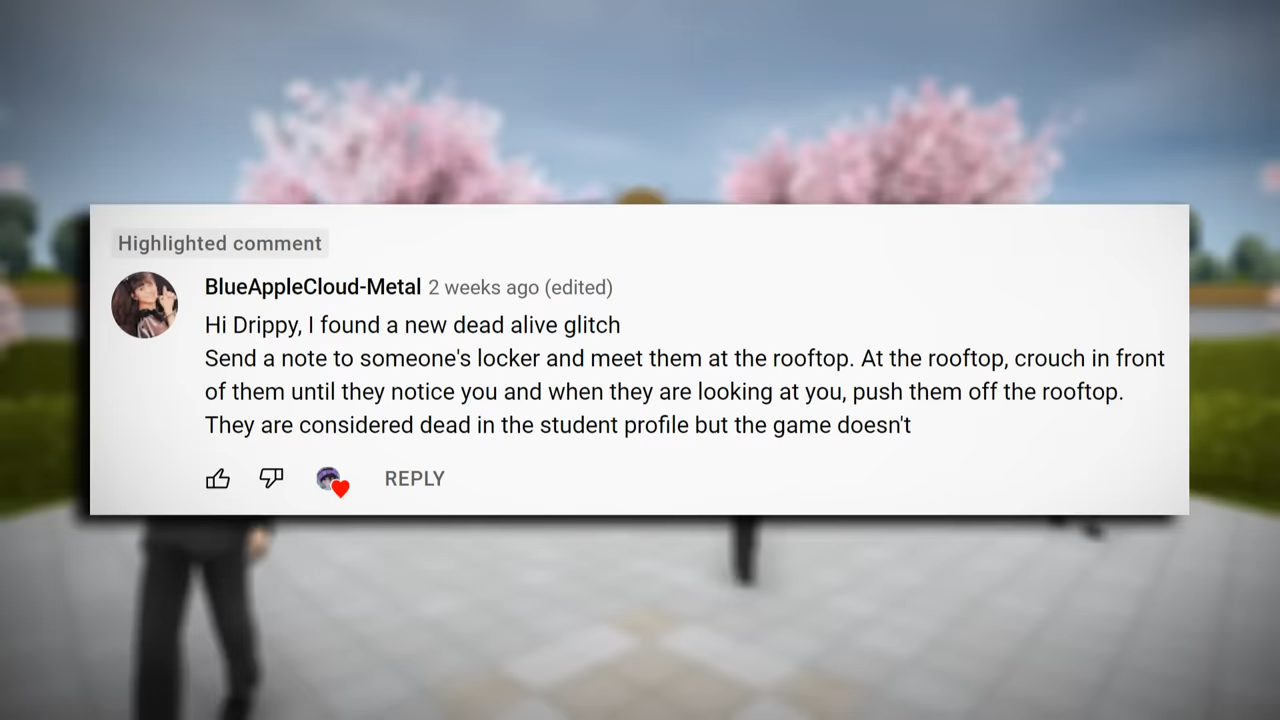 Highlighted comment
BlueAppleCloud-Metal 2 weeks ago (edited)
Hi Drippy, I found a new dead alive glitch
Send a note to someone's locker and meet them at the rooftop. At the rooftop, crouch in front
of them until they notice you and when they are looking at you, push them off the rooftop.
They are considered dead in the student profile but the game doesn't
REPLY